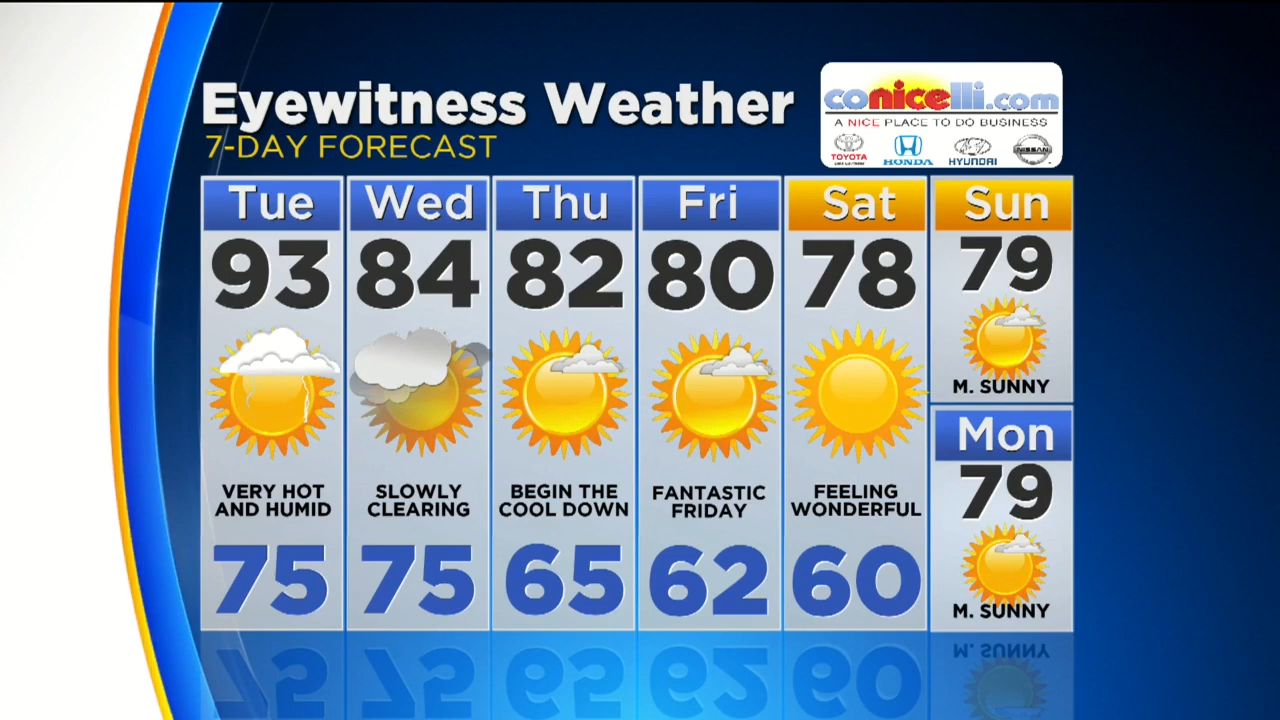 Eyewitness Weather
7-DAY FORECAST
conicelli.com
A NICE PLACE TO DO BUSINESS
TOYOTA
HONDA
HYUNDAI
NISSAN
Tue
93
VERY HOT
AND HUMID
75
Wed
84
SLOWLY
CLEARING
75
Thu
82
BEGIN THE
COOL DOWN
65
Fri
80
FANTASTIC
FRIDAY
62
Sat
78
FEELING
WONDERFUL
60
Sun
79
M. SUNNY
Mon
79
M. SUNNY